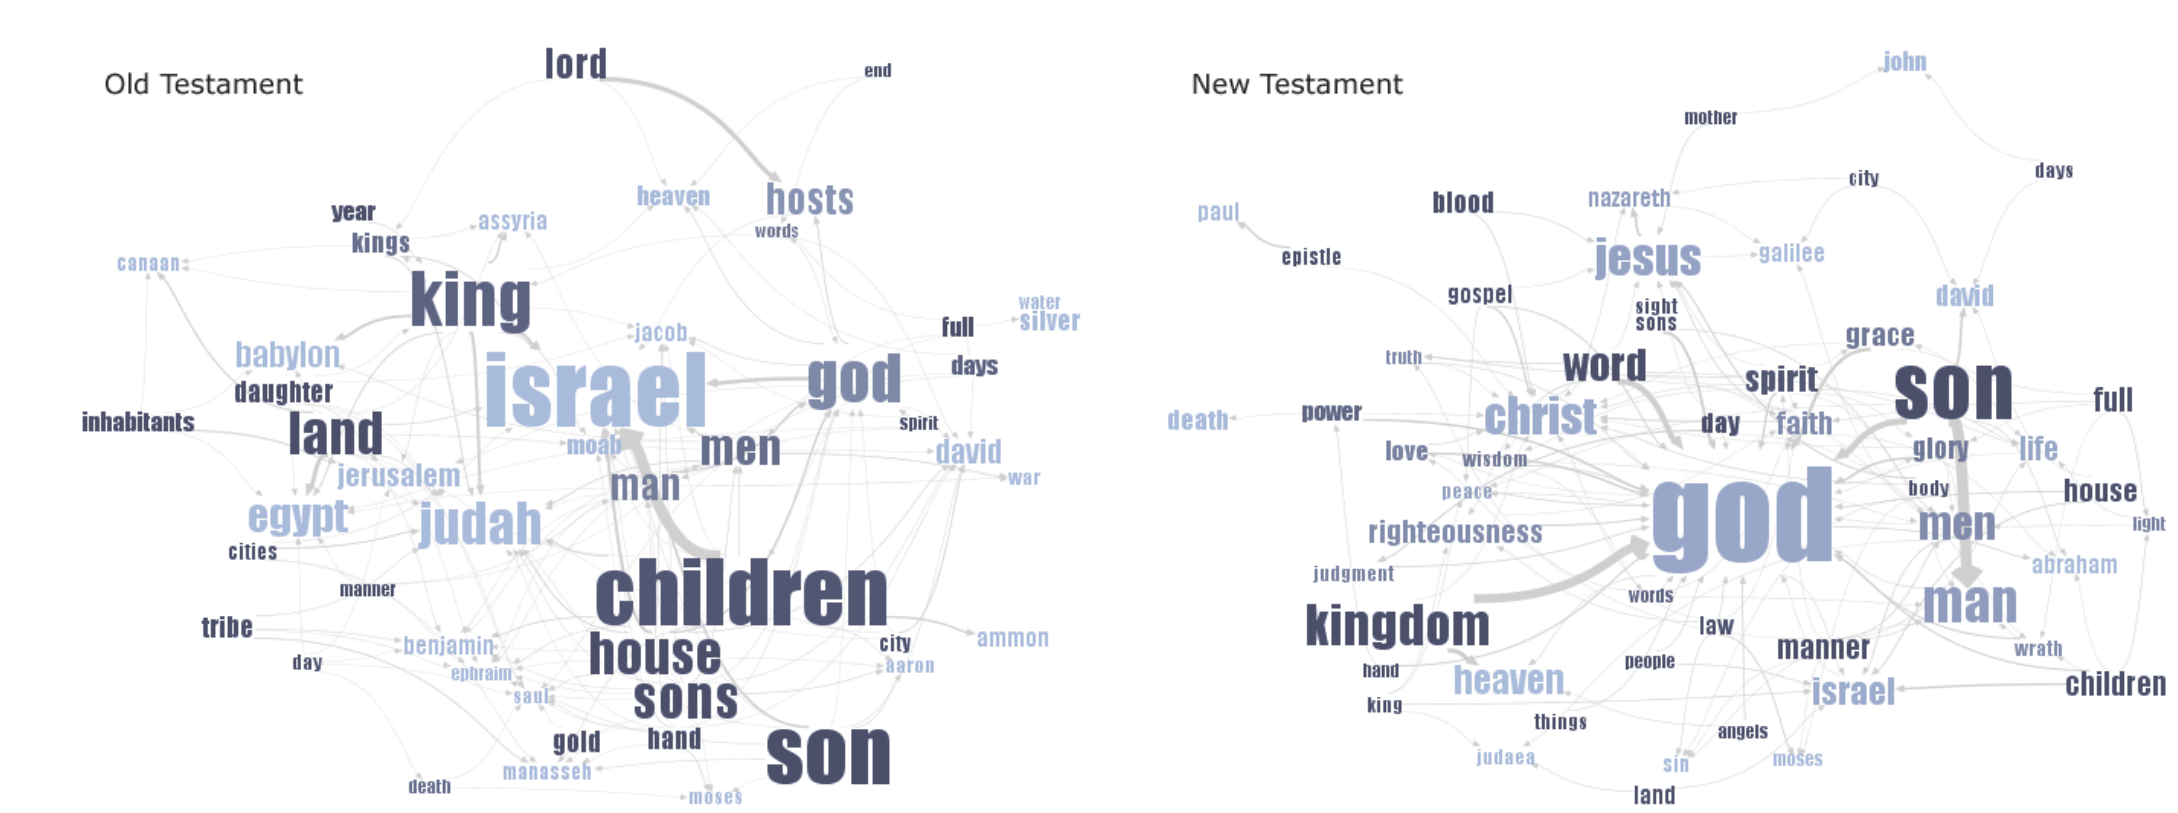 Old Testament
lord
end
heaven
hosts
words
year
kings
assyria
canaan
king
water
silver
full
jacob
babylon
israel
god
days
daughter
inhabitants
land
spirit
moab
men
david
jerusalem
man
war
egypt
judah
cities
manner
children
tribe
house
city
ammon
benjamin
day
ephraim
aaron
saul
sons
gold
hand
son
manasseh
death
moses
New Testament
john
mother
days
city
blood
nazareth
paul
epistle
jesus
galilee
gospel
sight
sons
david
grace
truth
word
spirit
son
full
death
power
christ
day
faith
love
wisdom
glory
life
peace
body
house
god
righteousness
men
light
judgment
abraham
words
kingdom
man
law
manner
wrath
hand
heaven
people
israel
children
king
things
angels
judaea
sin
moses
land